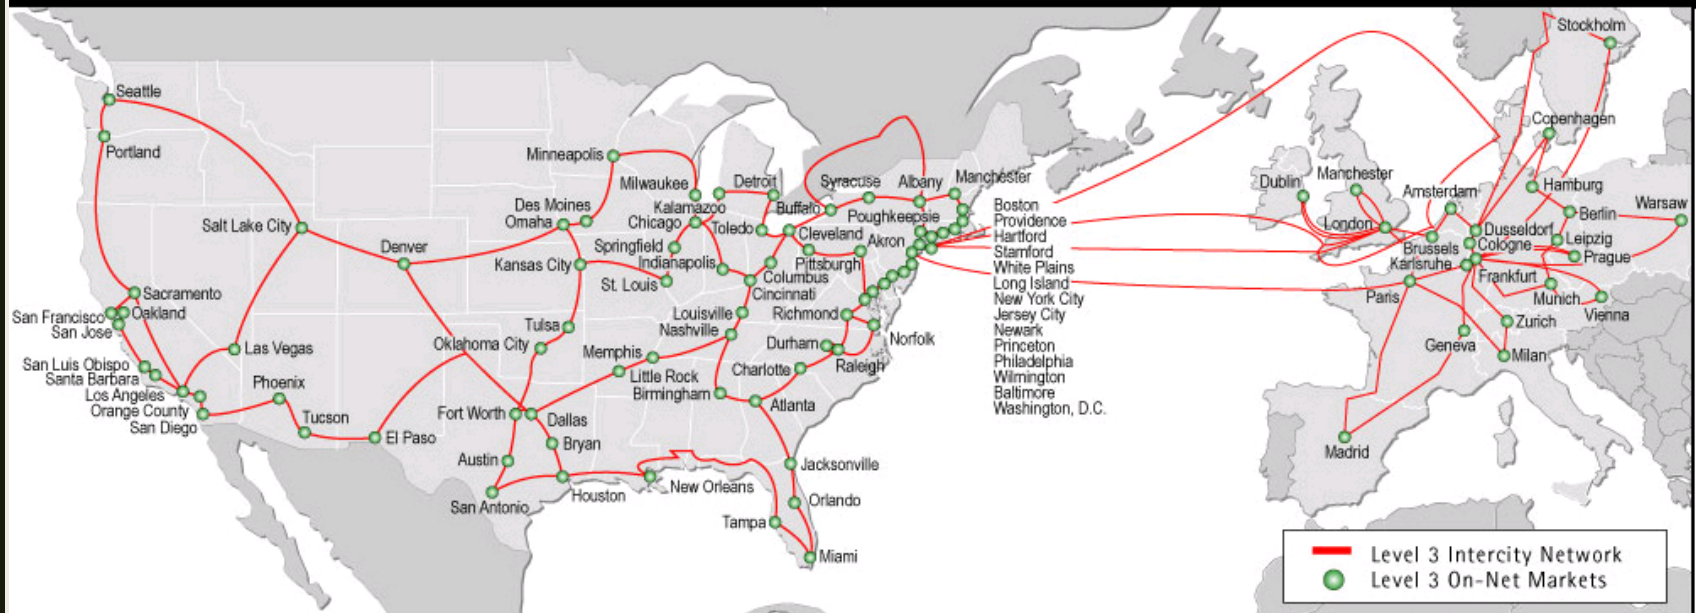 Seattle
Portland
Salt Lake City
Denver
Sacramento
San Francisco
Oakland
San Jose
San Luis Obispo
Santa Barbara
Los Angeles
Orange County
San Diego
Las Vegas
Phoenix
Tucson
El Paso
Minneapolis
Des Moines
Omaha
Kansas City
Tulsa
Oklahoma City
Fort Worth
Dallas
Bryan
Austin
San Antonio
Houston
New Orleans
Milwaukee
Kalamazoo
Chicago
Springfield
Indianapolis
St. Louis
Detroit
Toledo
Buffalo
Cleveland
Akron
Pittsburgh
Columbus
Cincinnati
Louisville
Nashville
Memphis
Little Rock
Birmingham
Atlanta
Charlotte
Durham
Raleigh
Richmond
Norfolk
Jacksonville
Orlando
Tampa
Miami
Syracuse
Albany
Manchester
Poughkeepsie
Boston
Providence
Hartford
Stamford
White Plains
Long Island
New York City
Jersey City
Newark
Princeton
Philadelphia
Wilmington
Baltimore
Washington, D.C.
Stockholm
Copenhagen
Dublin
Manchester
London
Amsterdam
Hamburg
Berlin
Warsaw
Dusseldorf
Leipzig
Cologne
Brussels
Prague
Karlsruhe
Frankfurt
Paris
Munich
Vienna
Zurich
Geneva
Milan
Madrid
Level 3 Intercity Network
Level 3 On-Net Markets